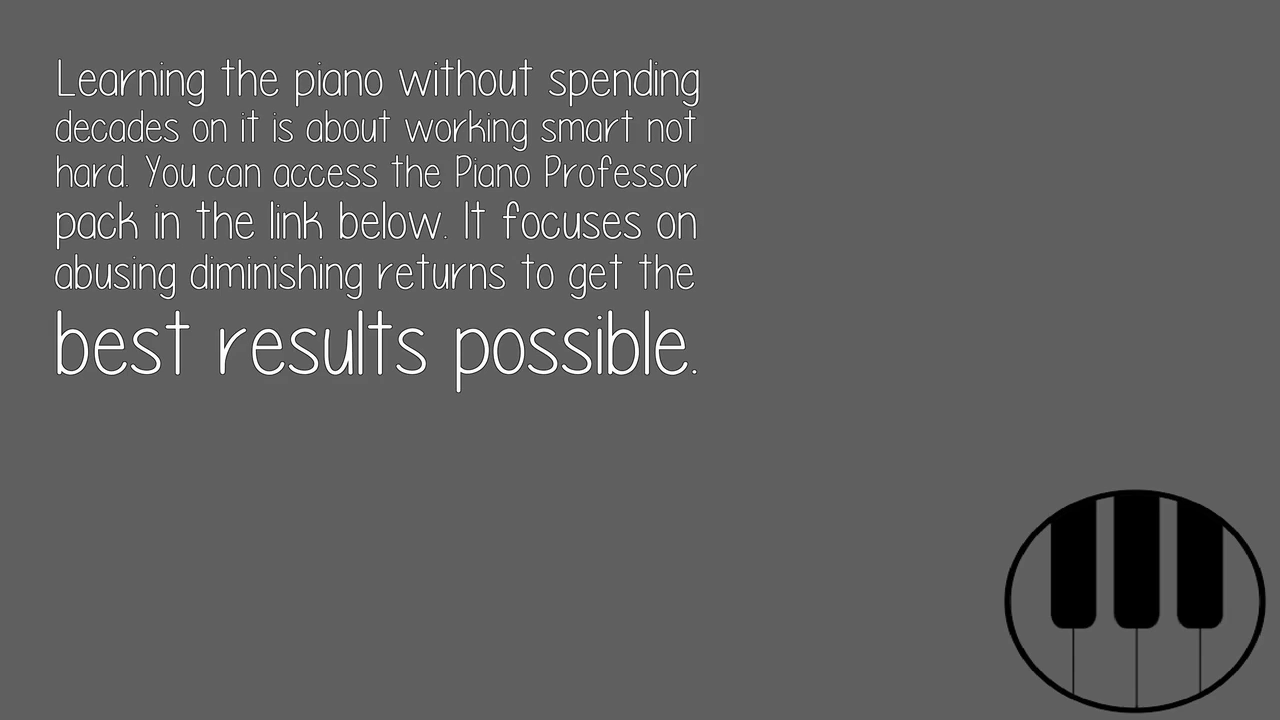 Learning the piano without spending
decades on it is about working smart not
hard. You can access the Piano Professor
pack in the link below. It focuses on
abusing diminishing returns to get the
best results possible.